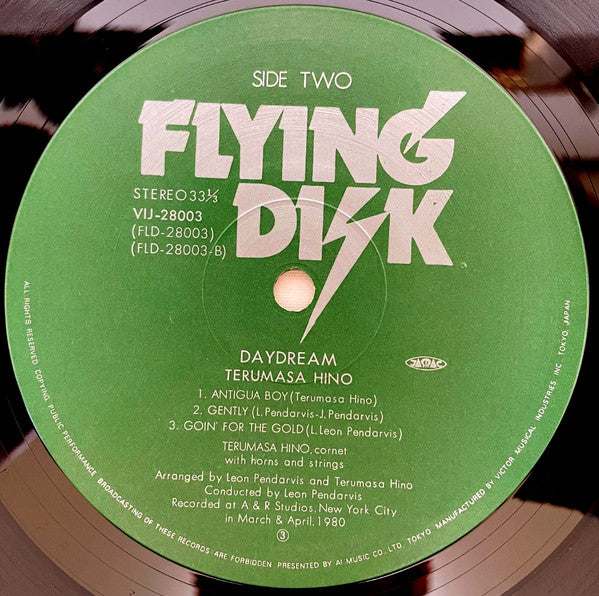 SIDE TWO
FLYING
DISK
STEREO 33⅓
VIJ-28003
(FLD-28003)
(FLD-28003-B)
DAYDREAM
TERUMASA HINO
JASRAC
1. ANTIGUA BOY (Terumasa Hino)
2. GENTLY (L. Pendarvis-J. Pendarvis)
3. GOIN' FOR THE GOLD (L. Leon Pendarvis)
TERUMASA HINO, cornet
with horns and strings
Arranged by Leon Pendarvis and Terumasa Hino
Conducted by Leon Pendarvis
Recorded at A & R Studios, New York City
in March & April, 1980
③
ALL RIGHTS RESERVED COPYING, PUBLIC PERFORMANCE BROADCASTING OF THESE RECORDS ARE FORBIDDEN. PRESENTED BY AI MUSIC CO., LTD., TOKYO. MANUFACTURED BY VICTOR MUSICAL INDUSTRIES, INC. TOKYO, JAPAN